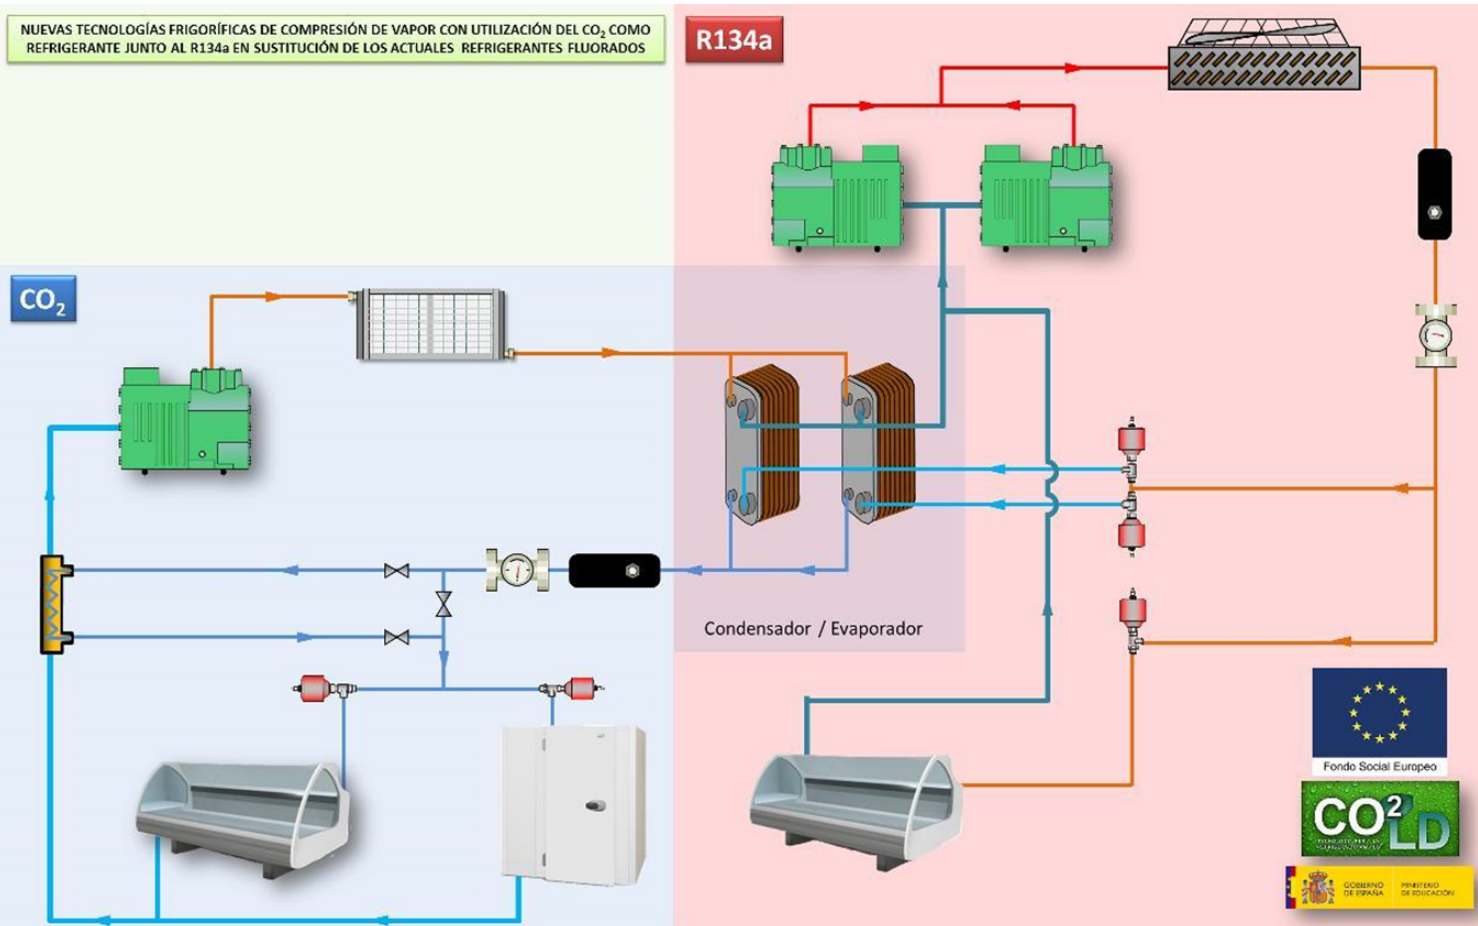 NUEVAS TECNOLOGÍAS FRIGORÍFICAS DE COMPRESIÓN DE VAPOR CON UTILIZACIÓN DEL CO₂ COMO
REFRIGERANTE JUNTO AL R134a EN SUSTITUCIÓN DE LOS ACTUALES REFRIGERANTES FLUORADOS
R134a
CO₂
Condensador / Evaporador
Fondo Social Europeo
CO²LD
GOBIERNO
DE ESPAÑA
MINISTERIO
DE EDUCACIÓN